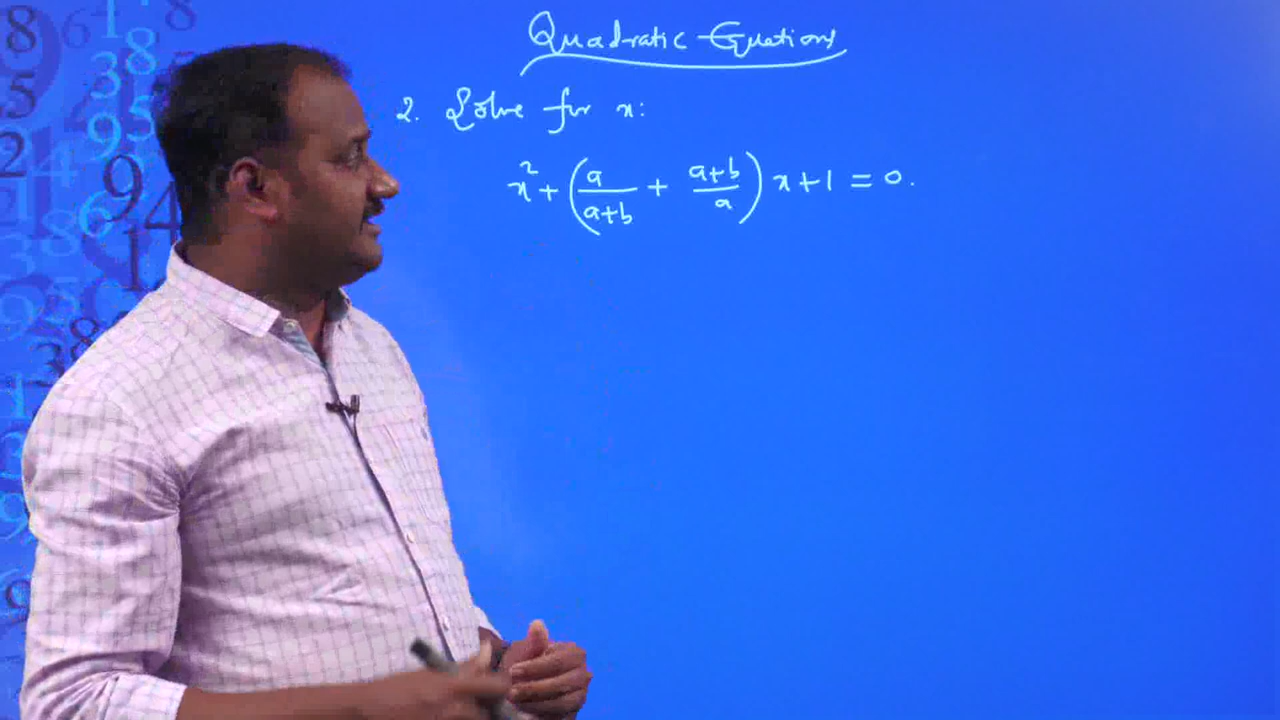 Quadratic Equations
2. Solve for x:
x² + (a/(a+b) + (a+b)/a) x + 1 = 0.